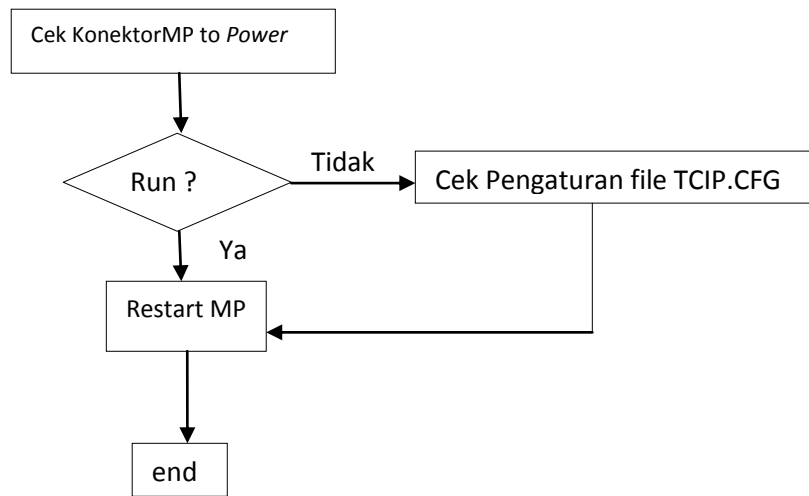 Cek KonektorMP to Power
Run ?
Tidak
Cek Pengaturan file TCIP.CFG
Ya
Restart MP
end